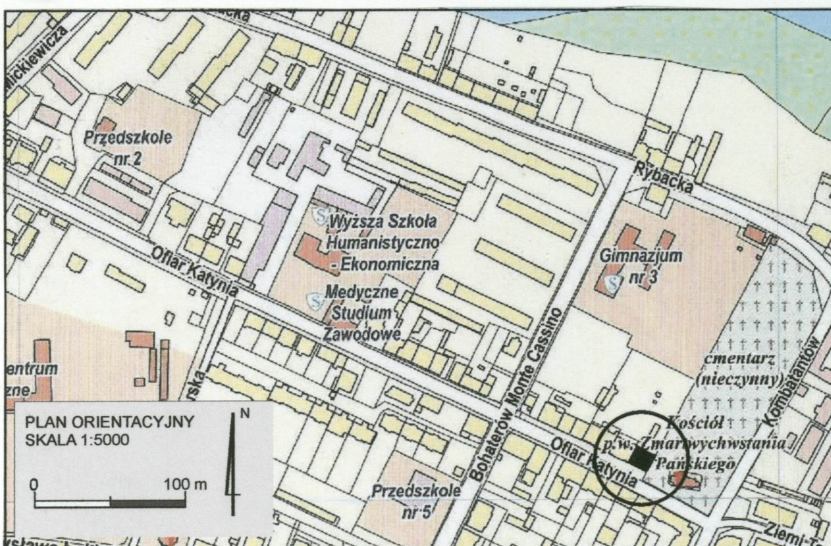 Mickiewicza
Przedszkole
nr 2
Rybacka
Wyższa Szkoła
Humanistyczno
- Ekonomiczna
Gimnazjum
nr 3
Ofiar Katynia
Medyczne
Studium
Zawodowe
Bohaterów Monte Cassino
cmentarz
(nieczynny)
Kombatantów
PLAN ORIENTACYJNY
SKALA 1:5000
N
0
100 m
Kościół
p.w. Zmartwychwstania
Pańskiego
Ofiar Katynia
Przedszkole
nr 5